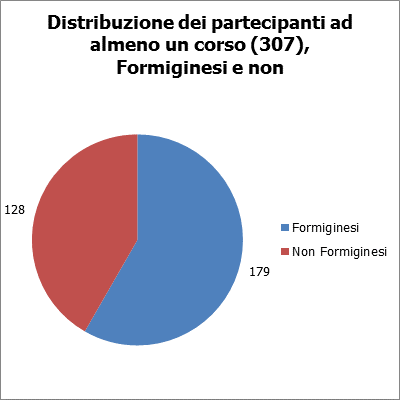 Distribuzione dei partecipanti ad
almeno un corso (307),
Formiginesi e non
128
179
Formiginesi
Non Formiginesi